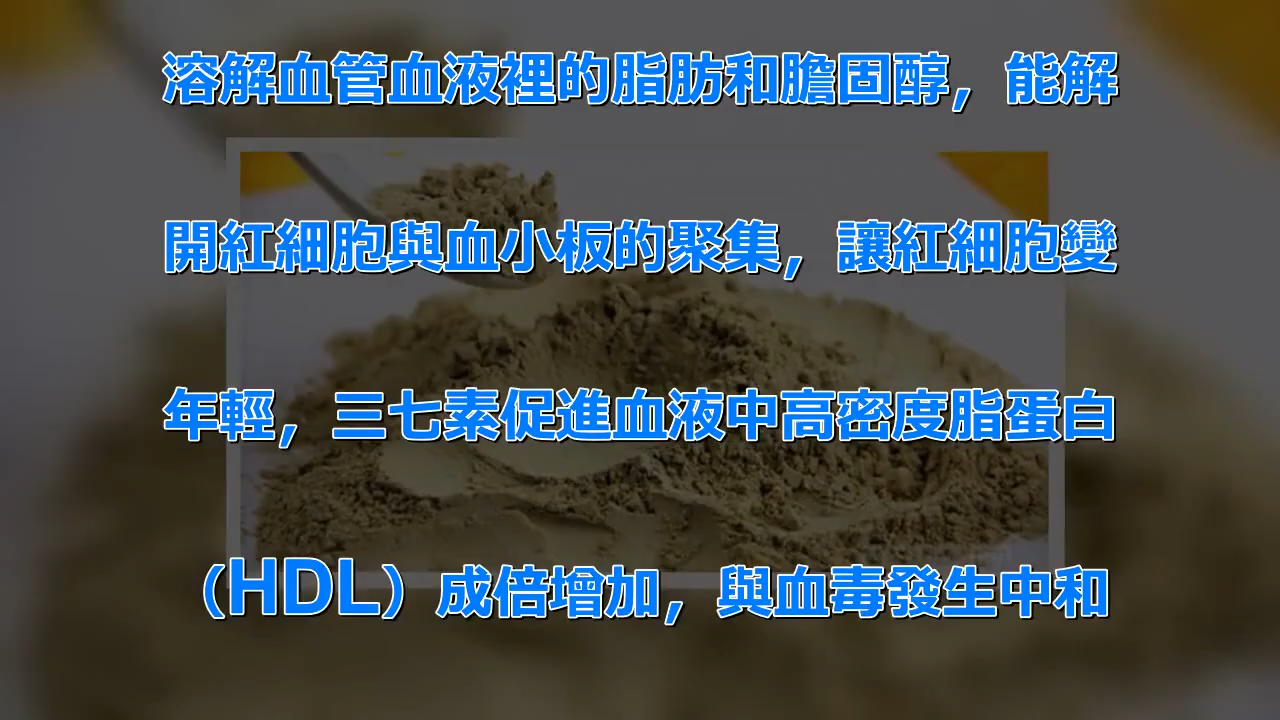 溶解血管血液裡的脂肪和膽固醇，能解
開紅細胞與血小板的聚集，讓紅細胞變
年輕，三七素促進血液中高密度脂蛋白
（HDL）成倍增加，與血毒發生中和